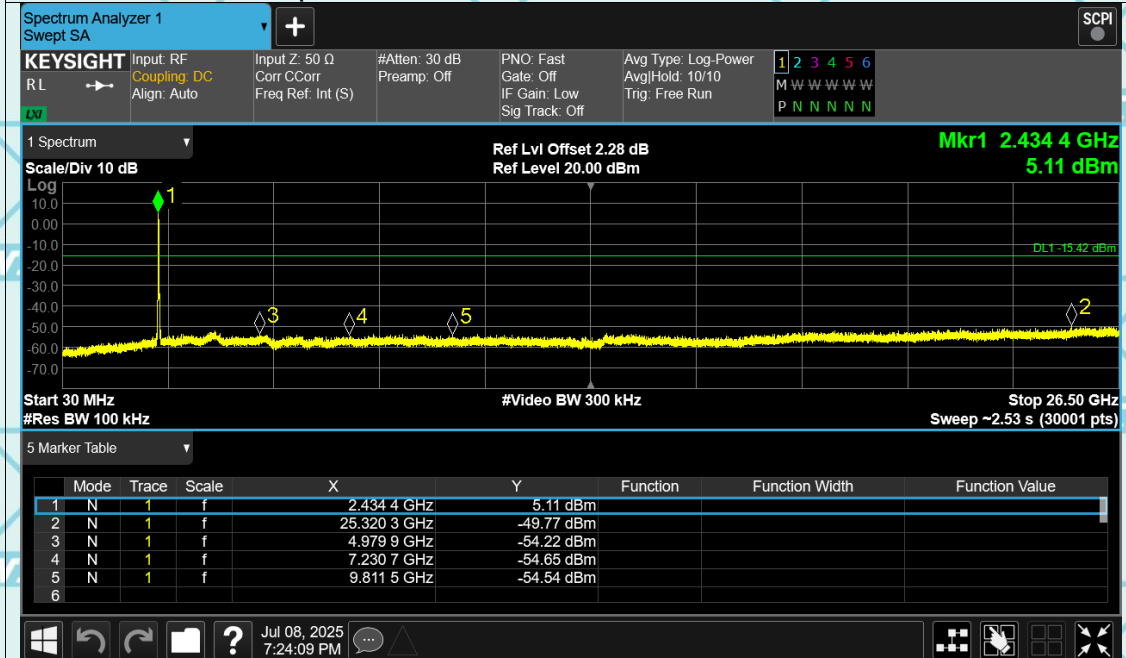 Spectrum Analyzer 1
Swept SA
+
SCPI
KEYSIGHT
R L
LXI
Input: RF
Coupling: DC
Align: Auto
Input Z: 50 Ω
Corr CCorr
Freq Ref: Int (S)
#Atten: 30 dB
Preamp: Off
PNO: Fast
Gate: Off
IF Gain: Low
Sig Track: Off
Avg Type: Log-Power
Avg|Hold: 10/10
Trig: Free Run
1 2 3 4 5 6
M W W W W W
P N N N N N
1 Spectrum
Scale/Div 10 dB
Ref Lvl Offset 2.28 dB
Ref Level 20.00 dBm
Mkr1 2.434 4 GHz
5.11 dBm
Log
10.0
0.00
-10.0
-20.0
-30.0
-40.0
-50.0
-60.0
-70.0
1
DL1 -15.42 dBm
3
4
5
2
Start 30 MHz
#Video BW 300 kHz
Stop 26.50 GHz
#Res BW 100 kHz
Sweep ~2.53 s (30001 pts)
5 Marker Table
Mode Trace Scale X Y Function Function Width Function Value
1 N 1 f 2.434 4 GHz 5.11 dBm
2 N 1 f 25.320 3 GHz -49.77 dBm
3 N 1 f 4.979 9 GHz -54.22 dBm
4 N 1 f 7.230 7 GHz -54.65 dBm
5 N 1 f 9.811 5 GHz -54.54 dBm
6
?
Jul 08, 2025
7:24:09 PM